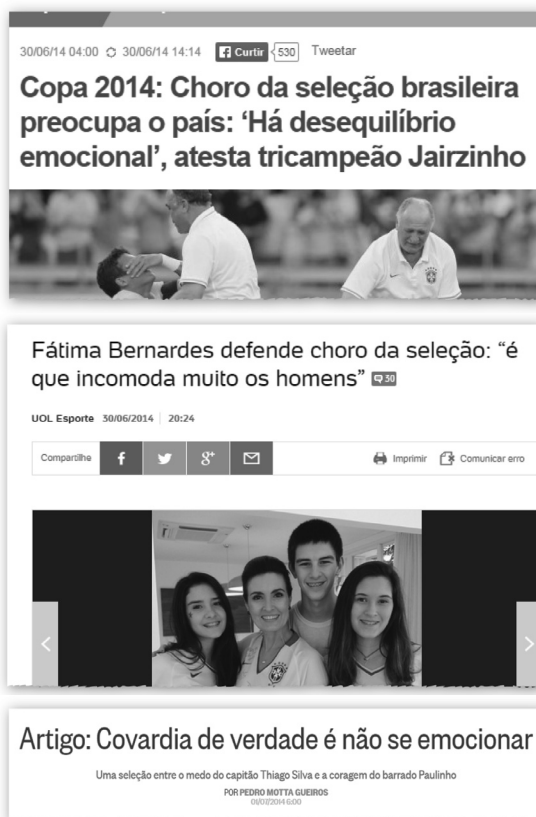 30/06/14 04:00 30/06/14 14:14 Curtir 530 Tweetar
Copa 2014: Choro da seleção brasileira
preocupa o país: ‘Há desequilíbrio
emocional’, atesta tricampeão Jairzinho
Fátima Bernardes defende choro da seleção: “é
que incomoda muito os homens” 30
UOL Esporte 30/06/2014 20:24
Compartilhe Imprimir Comunicar erro
Artigo: Covardia de verdade é não se emocionar
Uma seleção entre o medo do capitão Thiago Silva e a coragem do barrado Paulinho
POR PEDRO MOTTA GUEIROS
01/07/2014 6:00